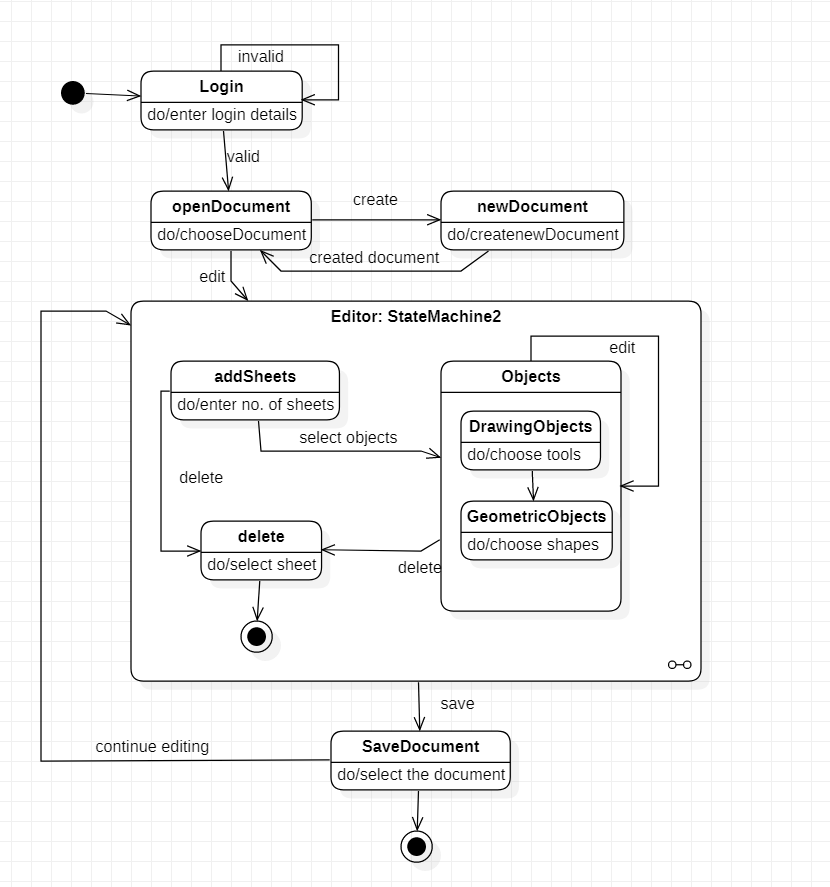 invalid
Login
do/enter login details
valid
openDocument
do/chooseDocument
create
newDocument
do/createnewDocument
created document
edit
Editor: StateMachine2
edit
addSheets
do/enter no. of sheets
Objects
DrawingObjects
do/choose tools
select objects
delete
GeometricObjects
do/choose shapes
delete
do/select sheet
delete
save
SaveDocument
do/select the document
continue editing